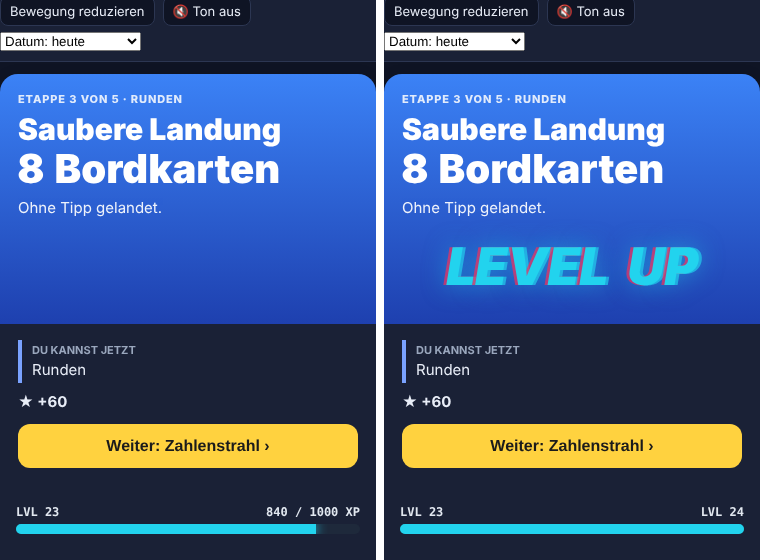 Bewegung reduzieren
🔇 Ton aus
Datum: heute
ETAPPE 3 VON 5 · RUNDEN
Saubere Landung
8 Bordkarten
Ohne Tipp gelandet.
DU KANNST JETZT
Runden
★ +60
Weiter: Zahlenstrahl ›
LVL 23
840 / 1000 XP
Bewegung reduzieren
🔇 Ton aus
Datum: heute
ETAPPE 3 VON 5 · RUNDEN
Saubere Landung
8 Bordkarten
Ohne Tipp gelandet.
LEVEL UP
DU KANNST JETZT
Runden
★ +60
Weiter: Zahlenstrahl ›
LVL 23
LVL 24